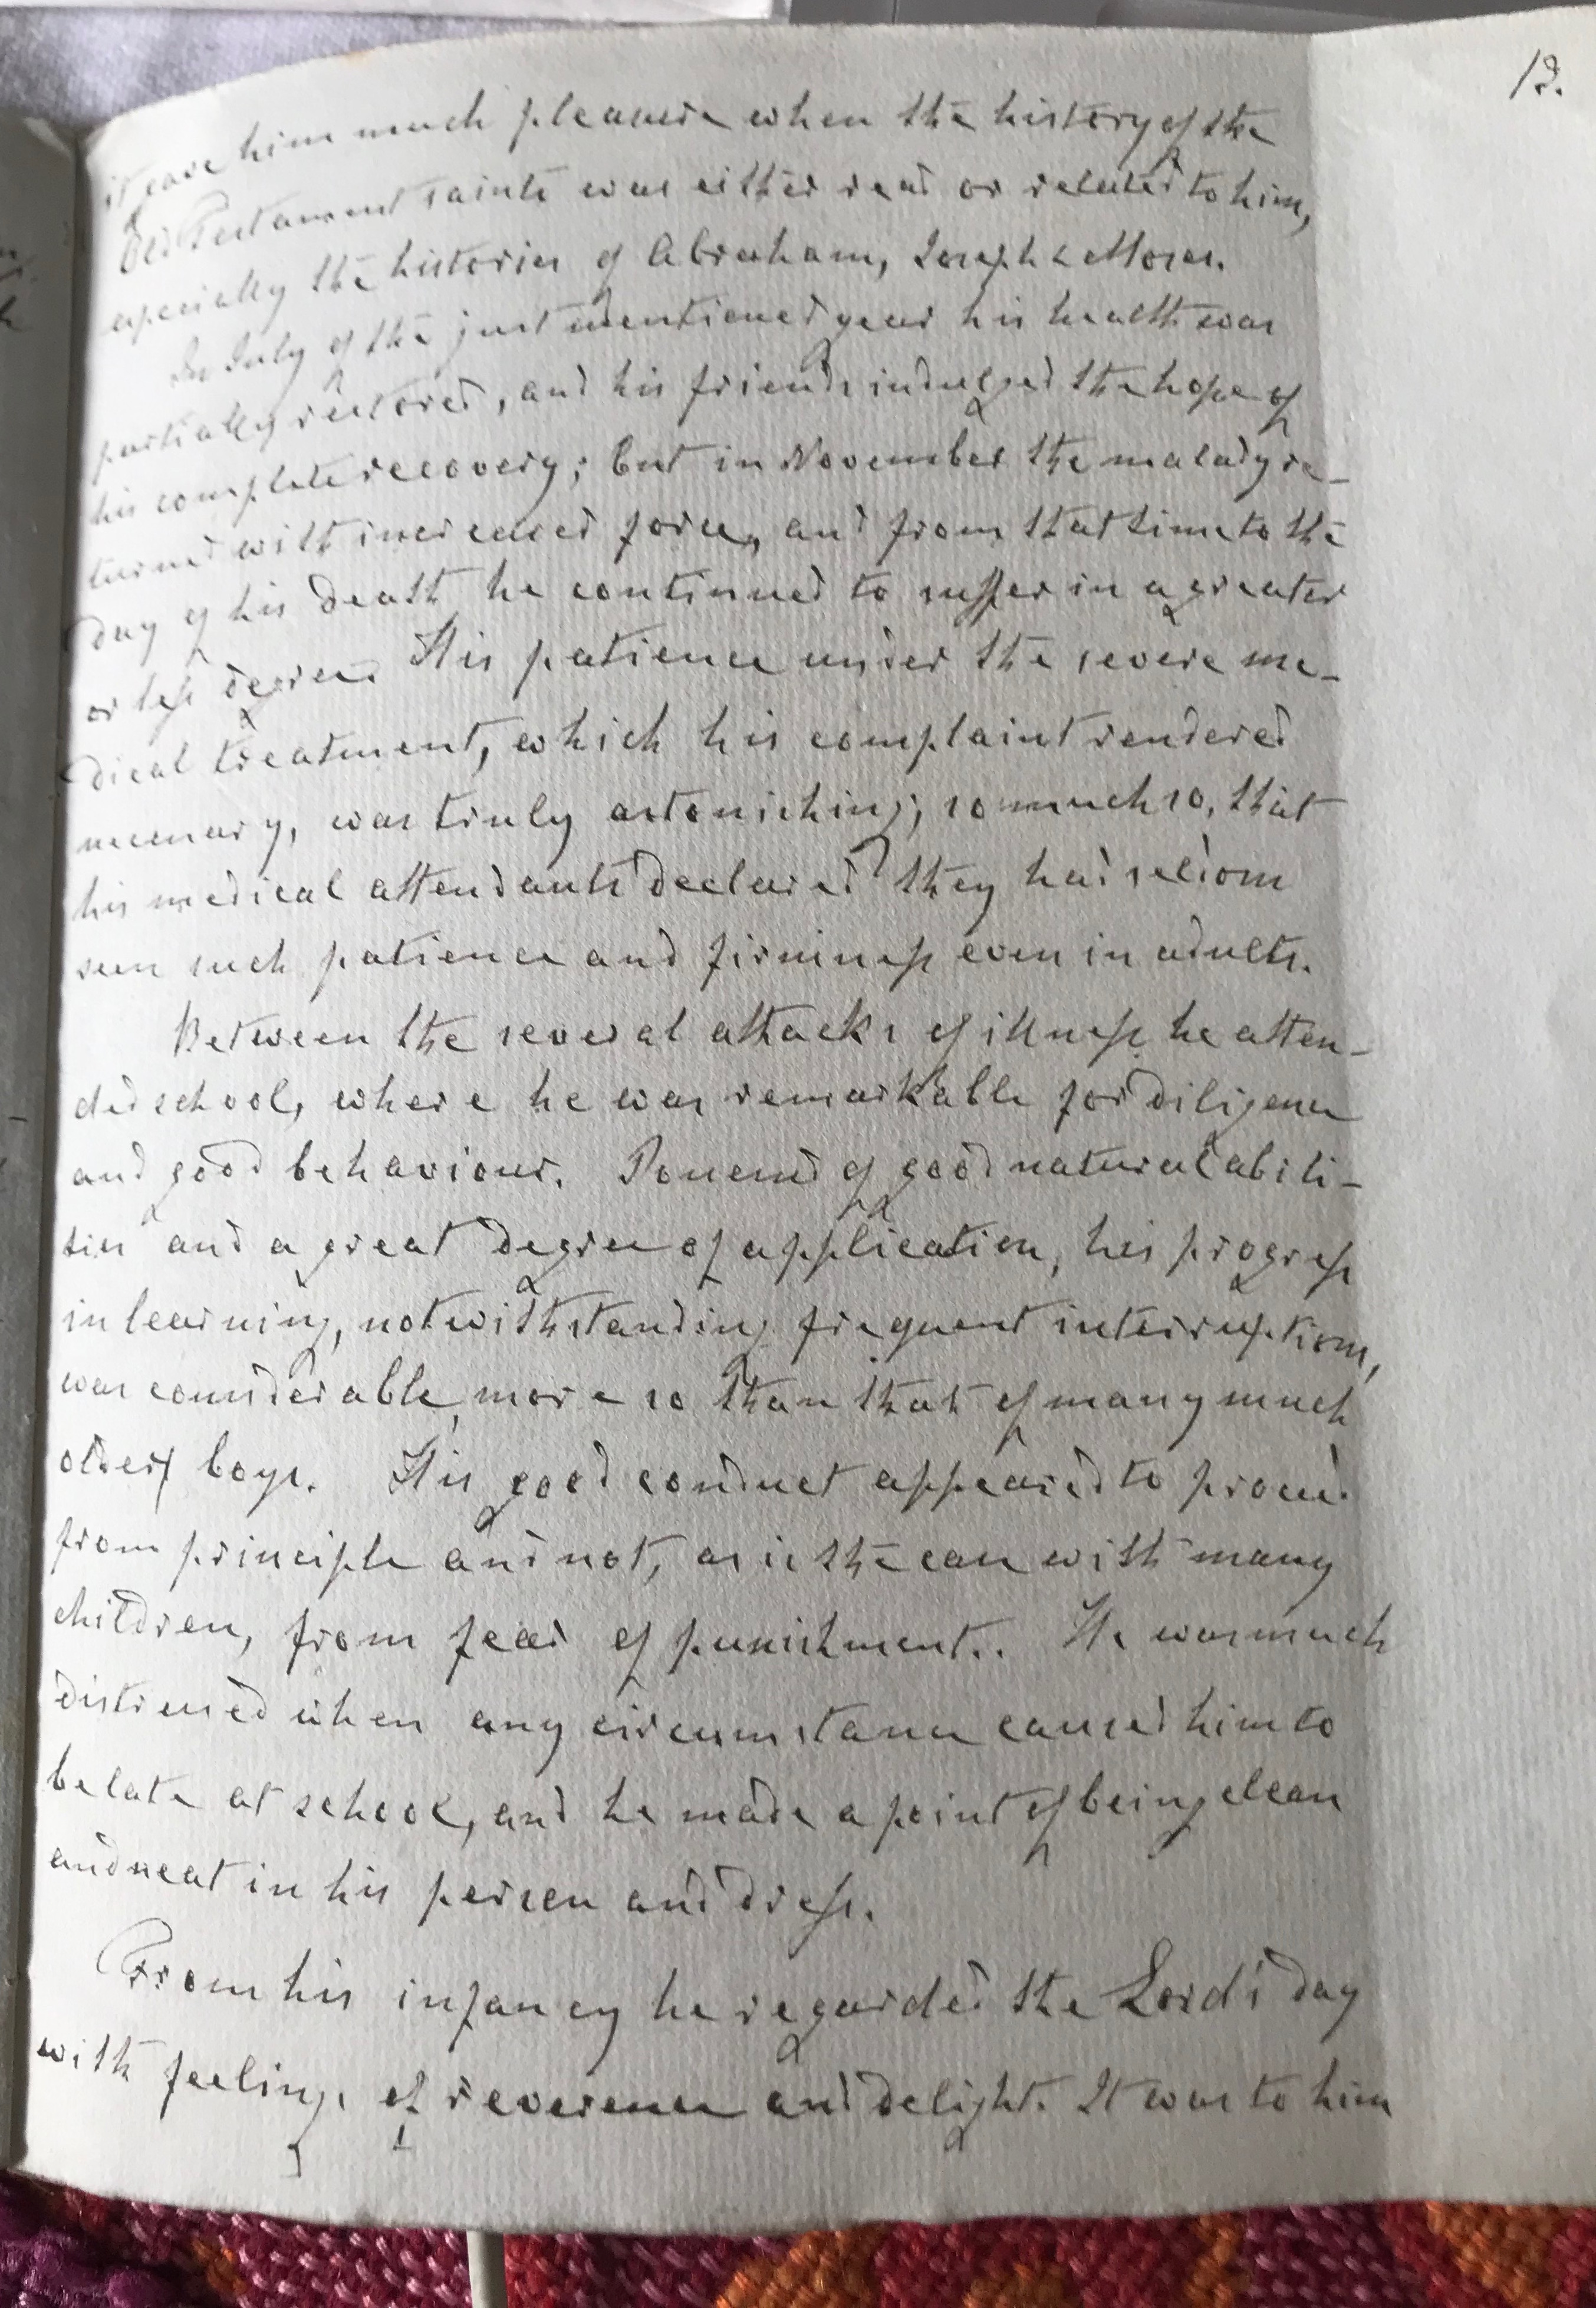 13.
it gave him much pleasure when the history of the
Old Testament saints was either read or related to him,
especially the histories of Abraham, Joseph & Moses.
In July of the just mentioned year his health was
partially restored, and his friends indulged the hope of
his complete recovery; but in November the malady re-
turned with increased force, and from that time to the
day of his death he continued to suffer in a greater
or less degree. His patience under the severe me-
dical treatment, which his complaint rendered
necessary, was truly astonishing; so much so, that
his medical attendants declared they had seldom
seen such patience and firmness even in adults.
Between the several attacks of illness he atten-
ded school, where he was remarkable for diligence
and good behaviour. Possessed of good natural abili-
ties and a great degree of application, his progress
in learning, notwithstanding frequent interruptions,
was considerable, more so than that of many much
older boys. His good conduct appeared to proceed
from principle and not, as is the case with many
children, from fear of punishment.. He was much
distressed when any circumstance caused him to
be late at school, and he made a point of being clean
and neat in his person and dress.
From his infancy he regarded the Lord's day
with feelings of reverence and delight. It was to him